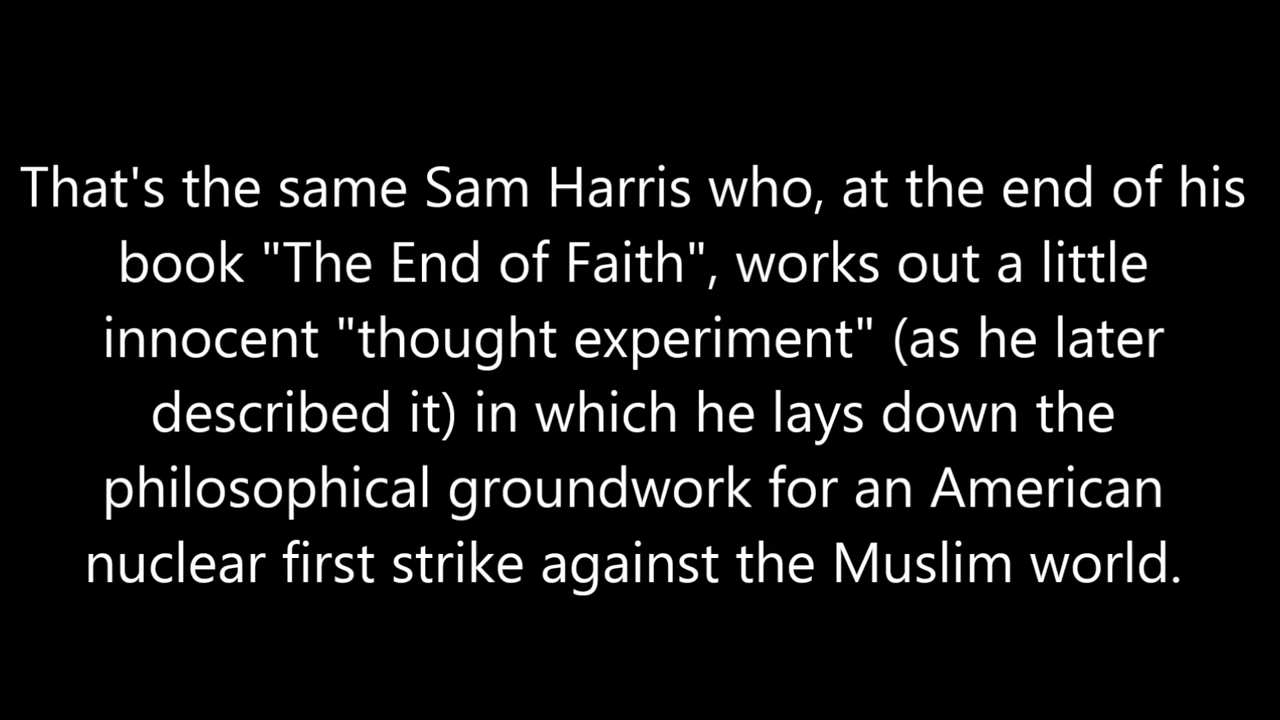 That's the same Sam Harris who, at the end of his
book "The End of Faith", works out a little
innocent "thought experiment" (as he later
described it) in which he lays down the
philosophical groundwork for an American
nuclear first strike against the Muslim world.